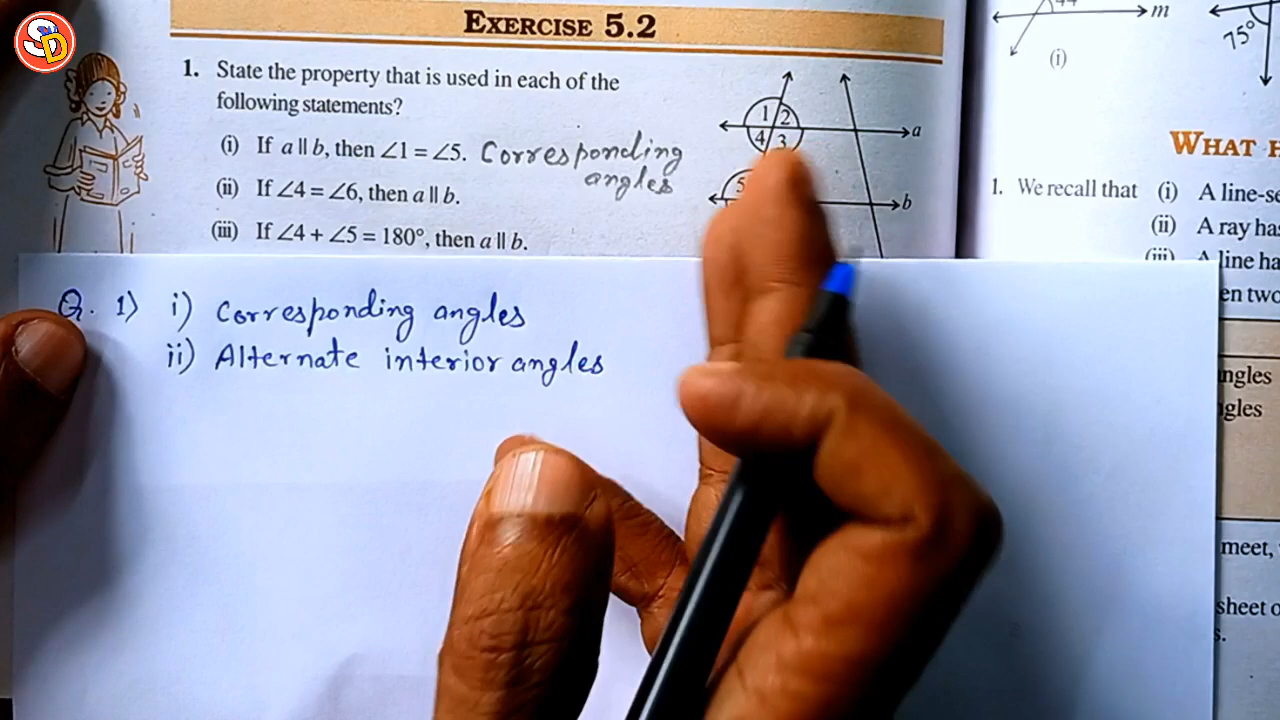 SD
EXERCISE 5.2
1. State the property that is used in each of the
following statements?
(i) If a || b, then ∠1 = ∠5. Corresponding
angles
(ii) If ∠4 = ∠6, then a || b.
(iii) If ∠4 + ∠5 = 180°, then a || b.
1 2
4 3
a
5
b
Q. 1) i) Corresponding angles
ii) Alternate interior angles
m
(i)
75°
WHAT
1. We recall that (i) A line-se
(ii) A ray has
(iii) A line ha
en two
ngles
gles
meet,
sheet o
s.